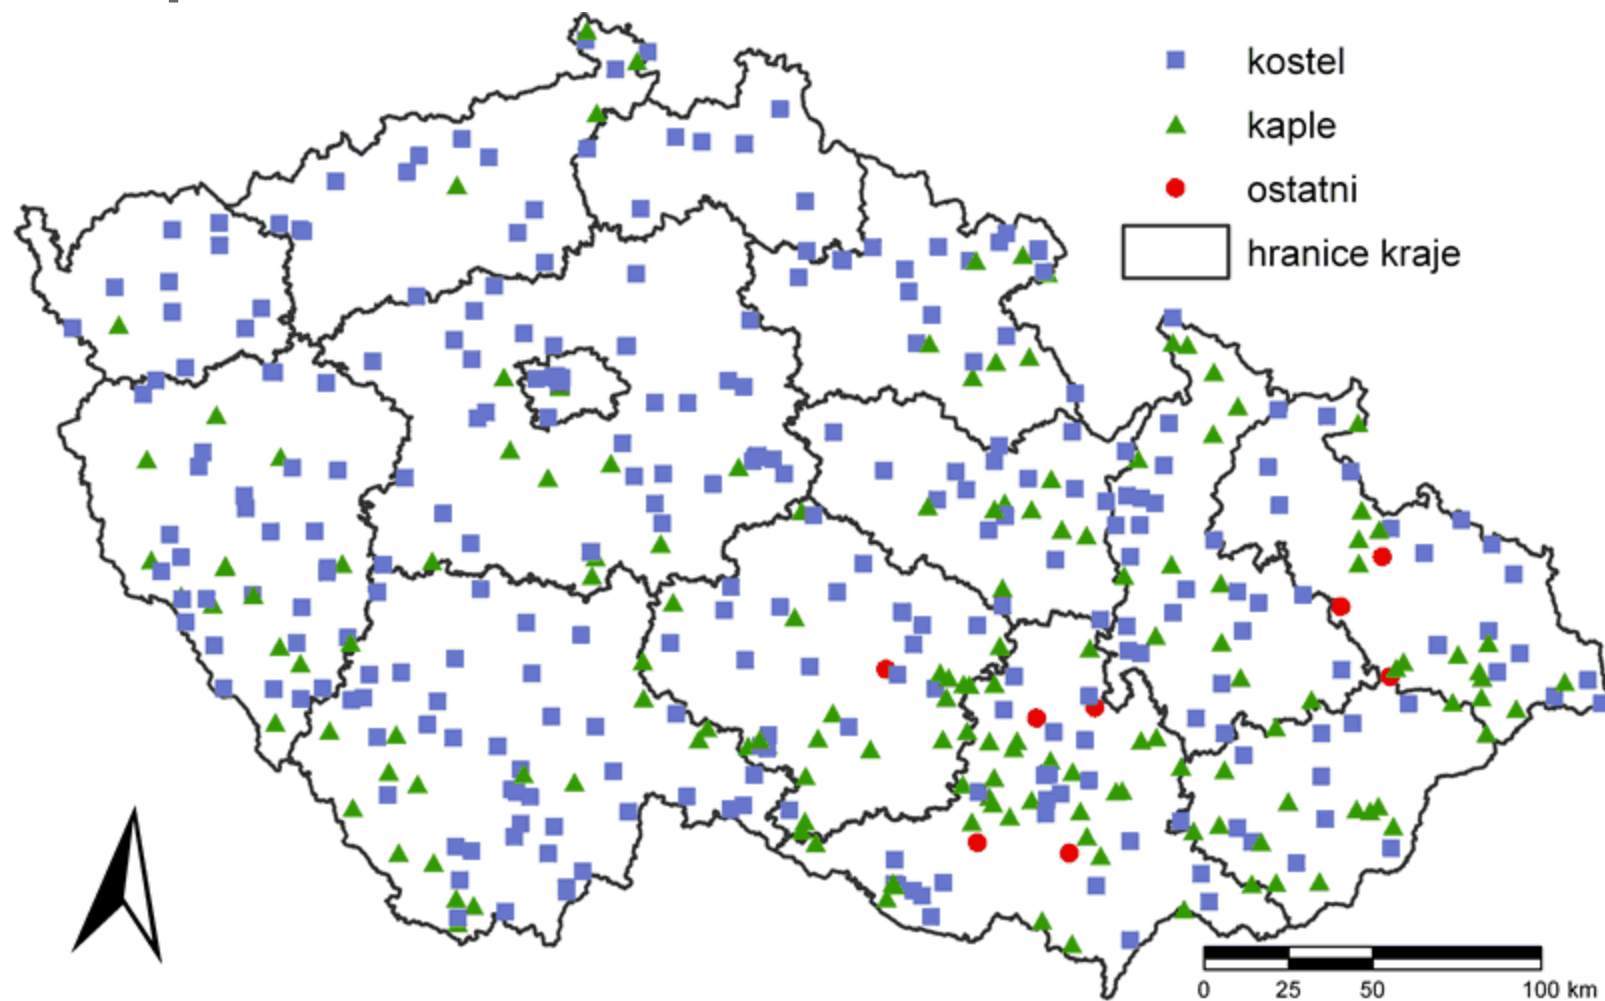 kostel
kaple
ostatni
hranice kraje
0 25 50 100 km